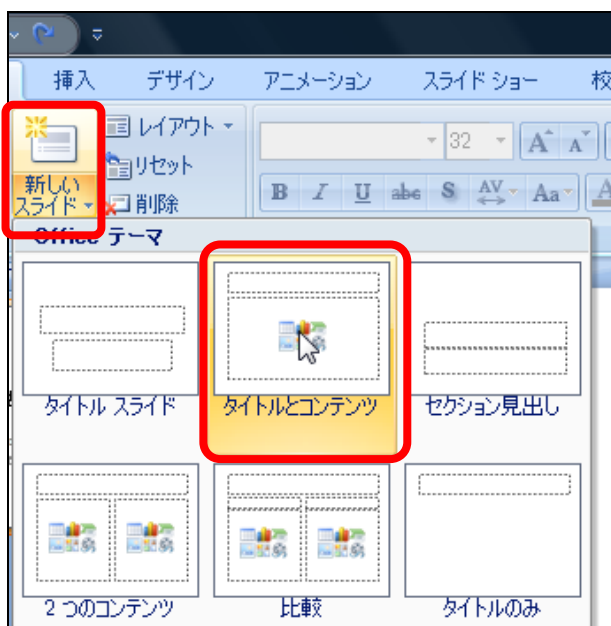 挿入 デザイン アニメーション スライド ショー 校
レイアウト
32 A A
リセット
新しい
スライド
削除
B I U abc S AV Aa A
Office テーマ
タイトル スライド タイトルとコンテンツ セクション見出し
2 つのコンテンツ 比較 タイトルのみ